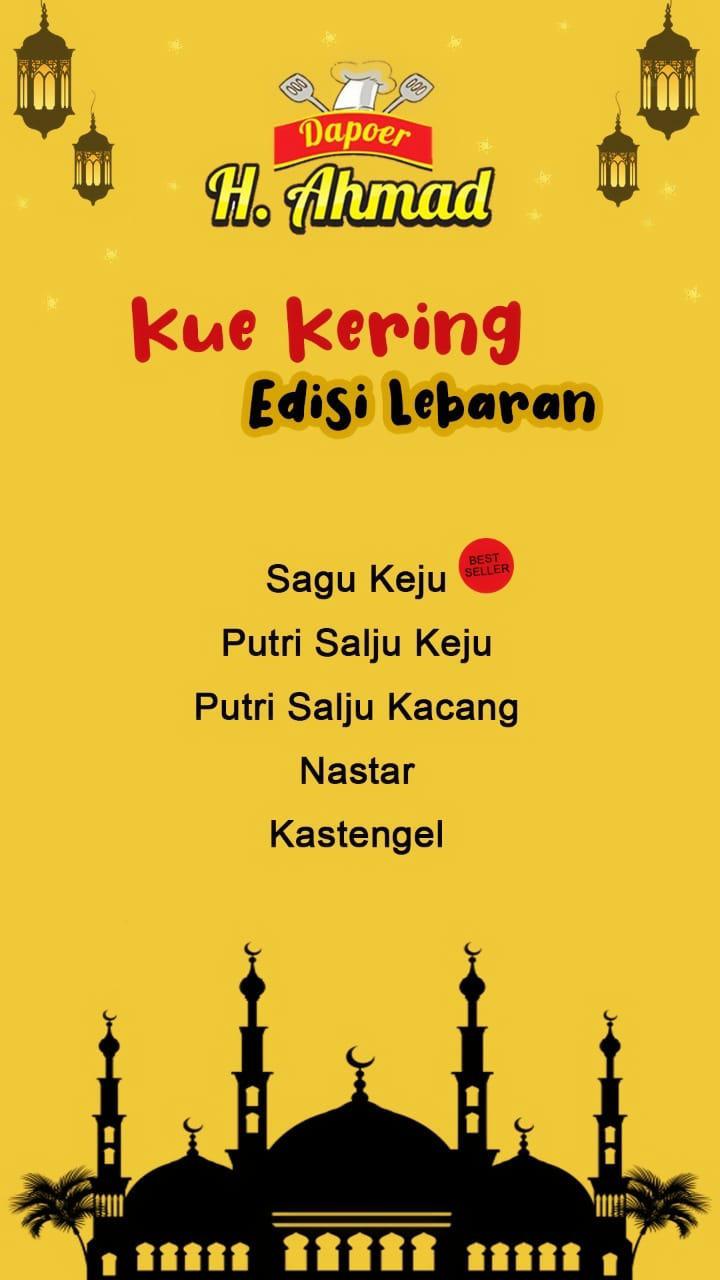 Dapoer
H. Ahmad
Kue Kering
Edisi Lebaran
Sagu Keju
BEST
SELLER
Putri Salju Keju
Putri Salju Kacang
Nastar
Kastengel